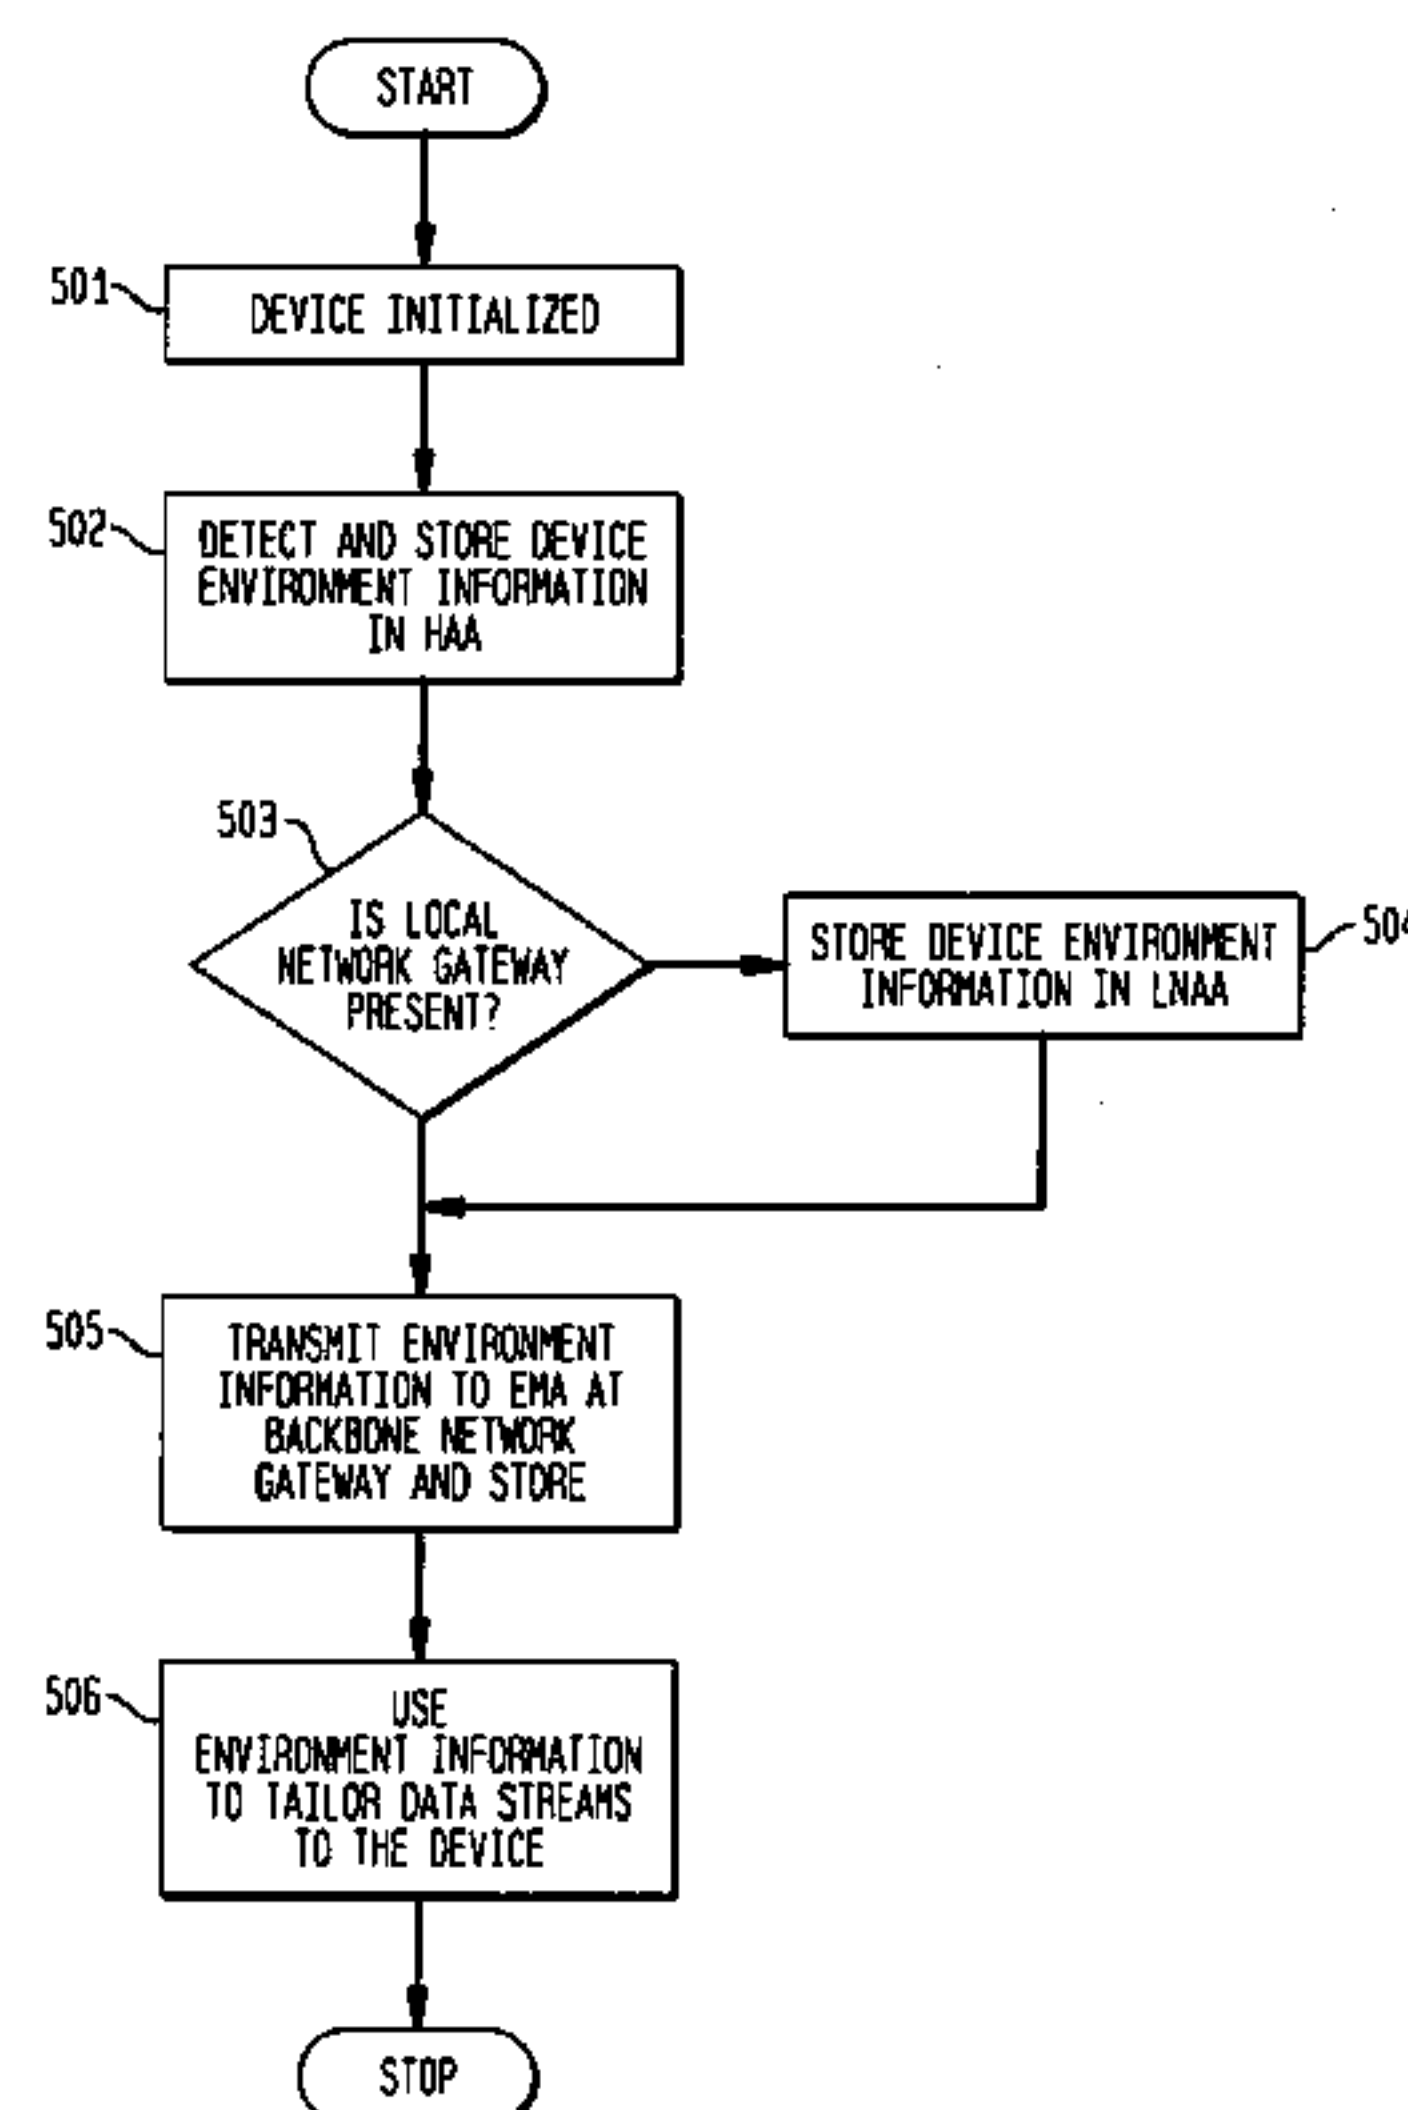 START
501
DEVICE INITIALIZED
502
DETECT AND STORE DEVICE
ENVIRONMENT INFORMATION
IN HAA
503
IS LOCAL
NETWORK GATEWAY
PRESENT?
STORE DEVICE ENVIRONMENT
INFORMATION IN LNAA
504
505
TRANSMIT ENVIRONMENT
INFORMATION TO EMA AT
BACKBONE NETWORK
GATEWAY AND STORE
506
USE
ENVIRONMENT INFORMATION
TO TAILOR DATA STREAMS
TO THE DEVICE
STOP